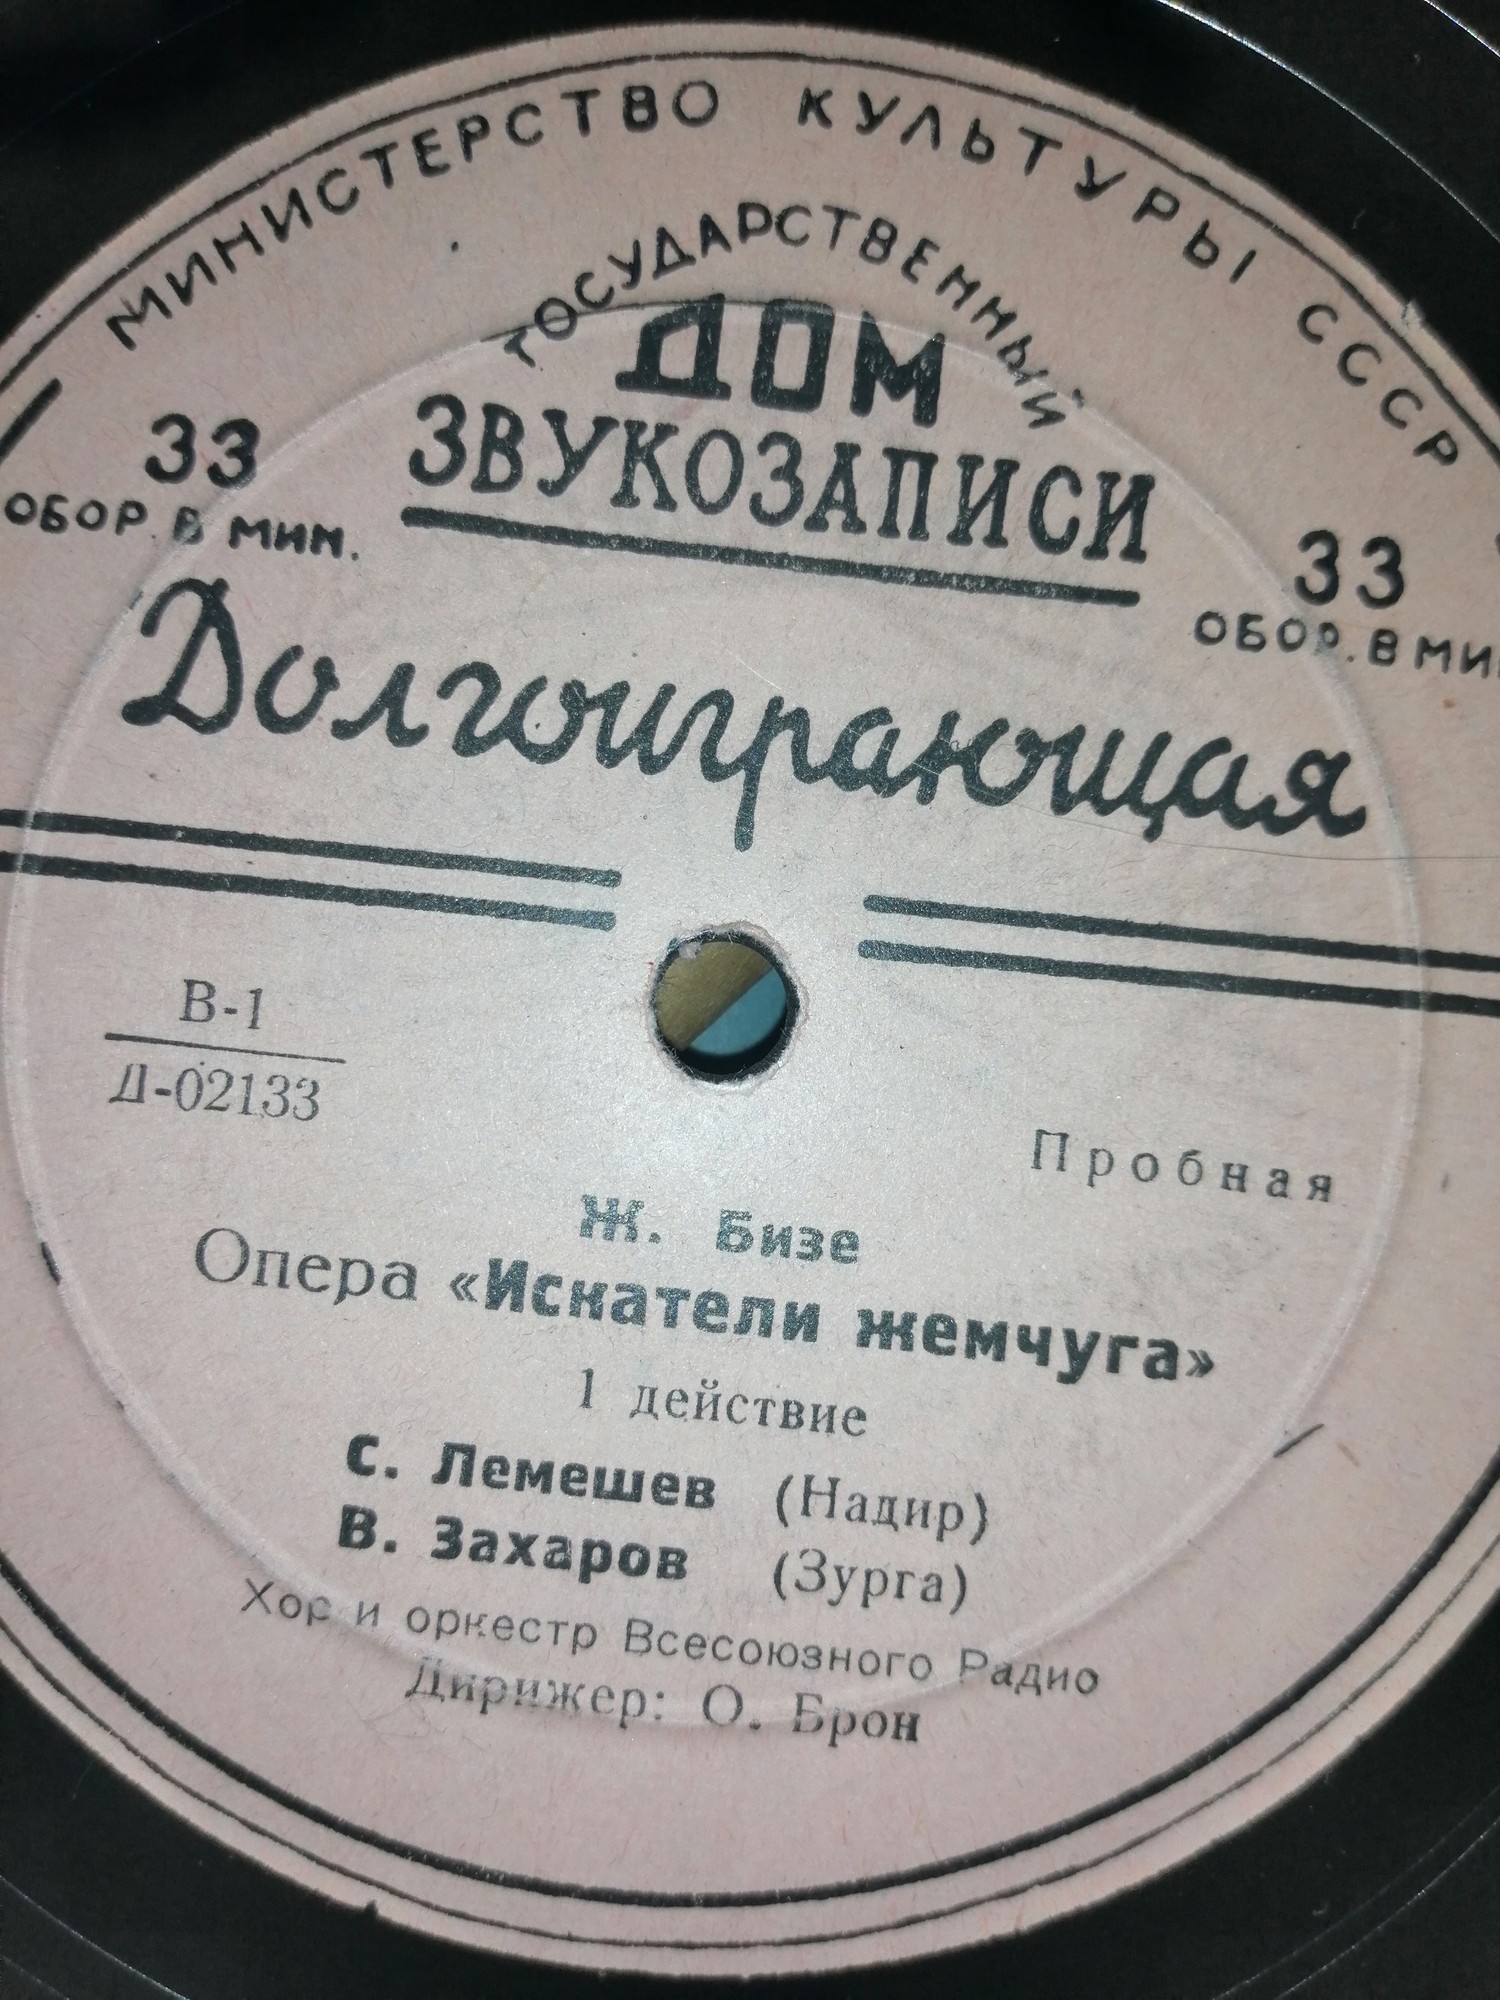 МИНИСТЕРСТВО КУЛЬТУРЫ СССР
ГОСУДАРСТВЕННЫЙ
ДОМ
ЗВУКОЗАПИСИ
33
ОБОР. В МИН.
33
ОБОР. В МИН
Долгоиграющая
В-1
Д-02133
Пробная
Ж. Бизе
Опера «Искатели жемчуга»
1 действие
С. Лемешев (Надир)
В. Захаров (Зурга)
Хор и оркестр Всесоюзного Радио
Дирижер: О. Брон